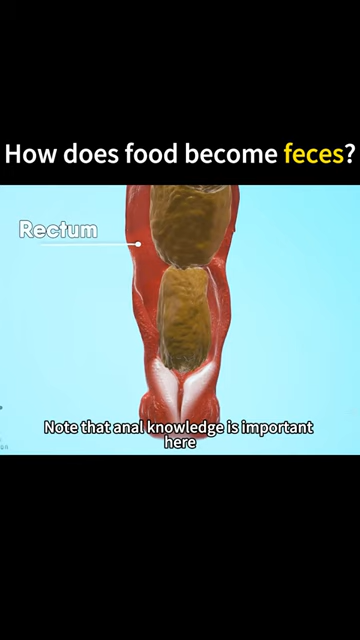 How does food become feces?
Rectum
Note that anal knowledge is important
here